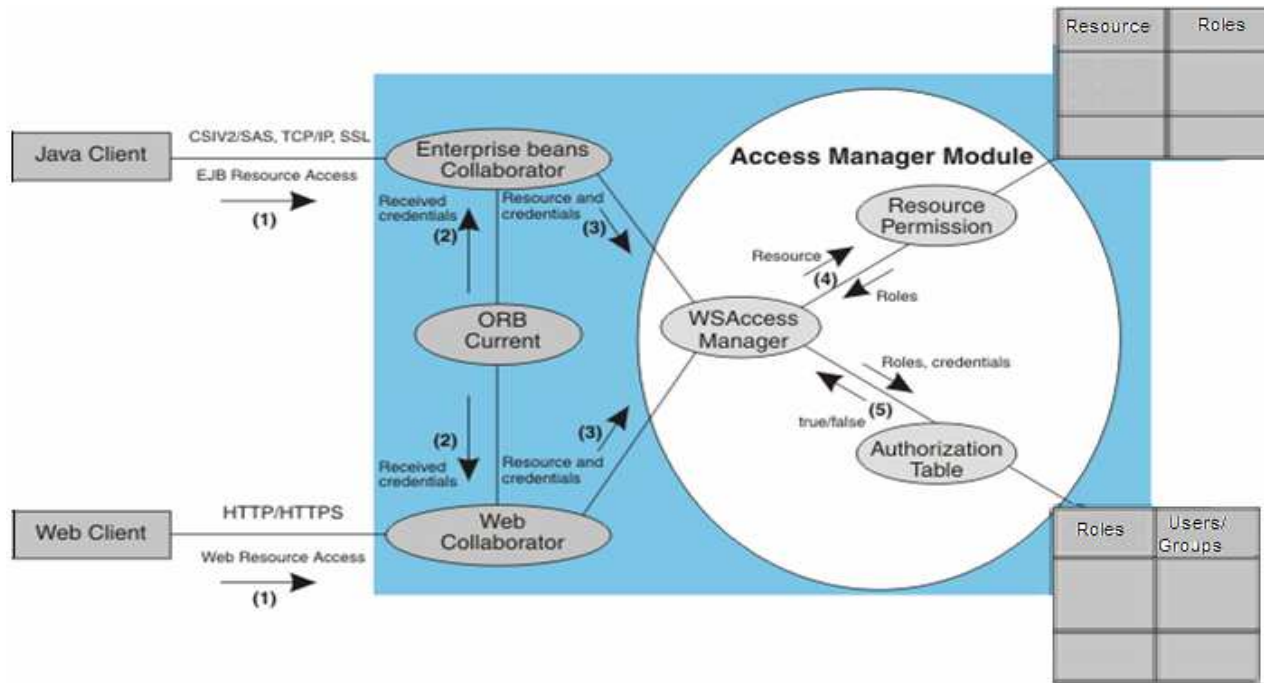 Resource
Roles
CSIV2/SAS, TCP/IP, SSL
Java Client
EJB Resource Access
(1)
Enterprise beans
Collaborator
Access Manager Module
Received
credentials
(2)
Resource and
credentials
(3)
Resource
Permission
Resource
(4)
Roles
ORB
Current
WSAccess
Manager
Roles, credentials
(5)
true/false
(2)
Received
credentials
(3)
Resource and
credentials
Authorization
Table
HTTP/HTTPS
Web Client
Web Resource Access
(1)
Web
Collaborator
Roles
Users/
Groups